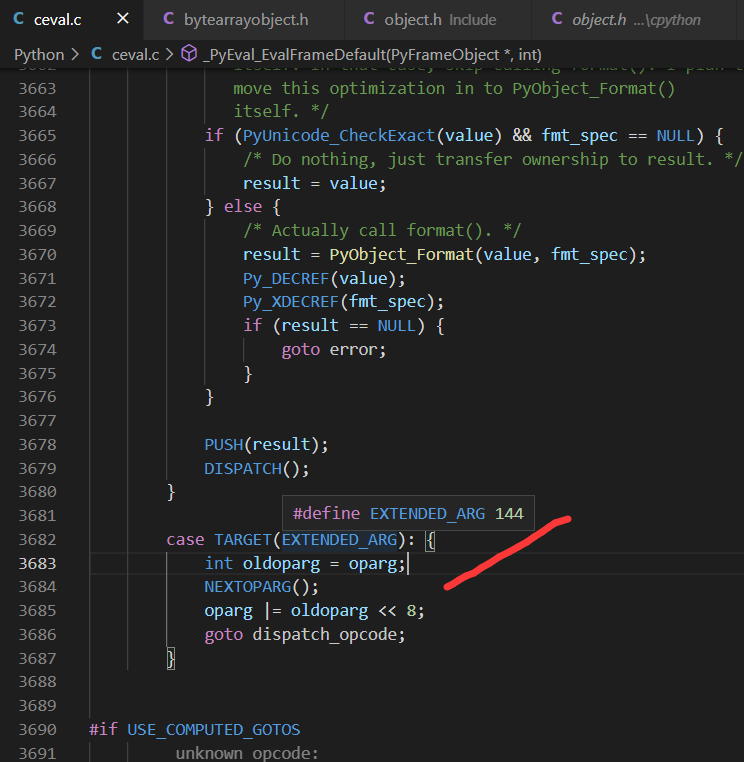 ceval.c × bytearrayobject.h object.h Include object.h ...\cpython
Python > ceval.c > _PyEval_EvalFrameDefault(PyFrameObject *, int)
3663 move this optimization in to PyObject_Format()
3664 itself. */
3665 if (PyUnicode_CheckExact(value) && fmt_spec == NULL) {
3666 /* Do nothing, just transfer ownership to result. */
3667 result = value;
3668 } else {
3669 /* Actually call format(). */
3670 result = PyObject_Format(value, fmt_spec);
3671 Py_DECREF(value);
3672 Py_XDECREF(fmt_spec);
3673 if (result == NULL) {
3674 goto error;
3675 }
3676 }
3677
3678 PUSH(result);
3679 DISPATCH();
3680 }
3681 #define EXTENDED_ARG 144
3682 case TARGET(EXTENDED_ARG): {
3683 int oldoparg = oparg;
3684 NEXTOPARG();
3685 oparg |= oldoparg << 8;
3686 goto dispatch_opcode;
3687 }
3688
3689
3690 #if USE_COMPUTED_GOTOS
3691 unknown opcode: